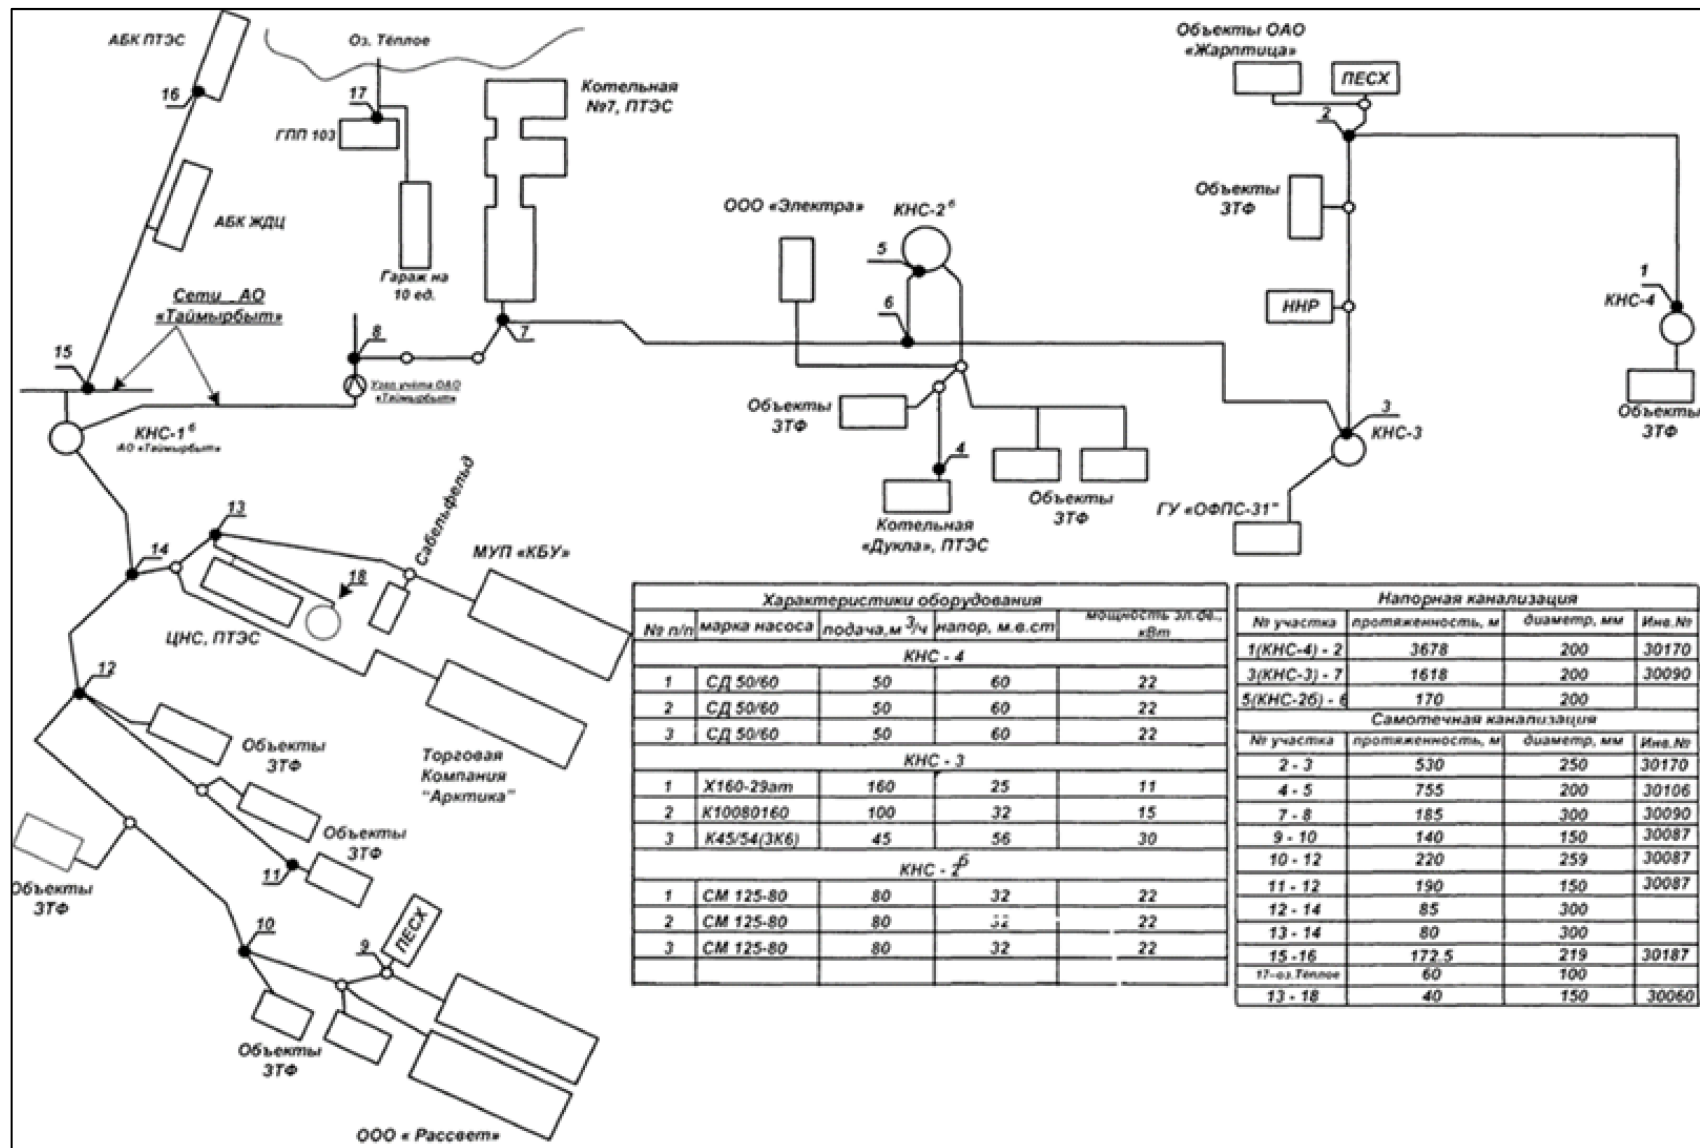 АБК ПТЭС
16
АБК ЖДЦ
Сети АО
«Таймырбыт»
15
КНС-1б
АО «Таймырбыт»
Оз. Тёплое
17
ГПП 103
Гараж на
10 ед.
Котельная
№7, ПТЭС
8
7
Узел учёта ОАО
«Таймырбыт»
ООО «Электра»
КНС-2б
5
6
Объекты
ЗТФ
4
Котельная
«Дукла», ПТЭС
Объекты
ЗТФ
Объекты ОАО
«Жарптица»
ПЕСХ
2
Объекты
ЗТФ
ННР
3
КНС-3
ГУ «ОФПС-31"
1
КНС-4
Объекты
ЗТФ
14
13
18
ЦНС, ПТЭС
Сабельфельд
МУП «КБУ»
Торговая
Компания
"Арктика"
12
Объекты
ЗТФ
Объекты
ЗТФ
11
Объекты
ЗТФ
10
9
ПЕСХ
Объекты
ЗТФ
ООО « Рассвет»
Характеристики оборудования
№ п/п марка насоса подача,м 3/ч напор, м.в.ст мощность эл.дв., кВт
КНС - 4
1 СД 50/60 50 60 22
2 СД 50/60 50 60 22
3 СД 50/60 50 60 22
КНС - 3
1 Х160-29ат 160 25 11
2 К10080160 100 32 15
3 К45/54(3К6) 45 56 30
КНС - 2б
1 СМ 125-80 80 32 22
2 СМ 125-80 80 32 22
3 СМ 125-80 80 32 22
Напорная канализация
№ участка протяженность, м диаметр, мм Инв.№
1(КНС-4) - 2 3678 200 30170
3(КНС-3) - 7 1618 200 30090
5(КНС-2б) - 6 170 200
Самотечная канализация
№ участка протяженность, м диаметр, мм Инв.№
2 - 3 530 250 30170
4 - 5 755 200 30106
7 - 8 185 300 30090
9 - 10 140 150 30087
10 - 12 220 259 30087
11 - 12 190 150 30087
12 - 14 85 300
13 - 14 80 300
15 -16 172.5 219 30187
17-оз.Тёплое 60 100
13 - 18 40 150 30060